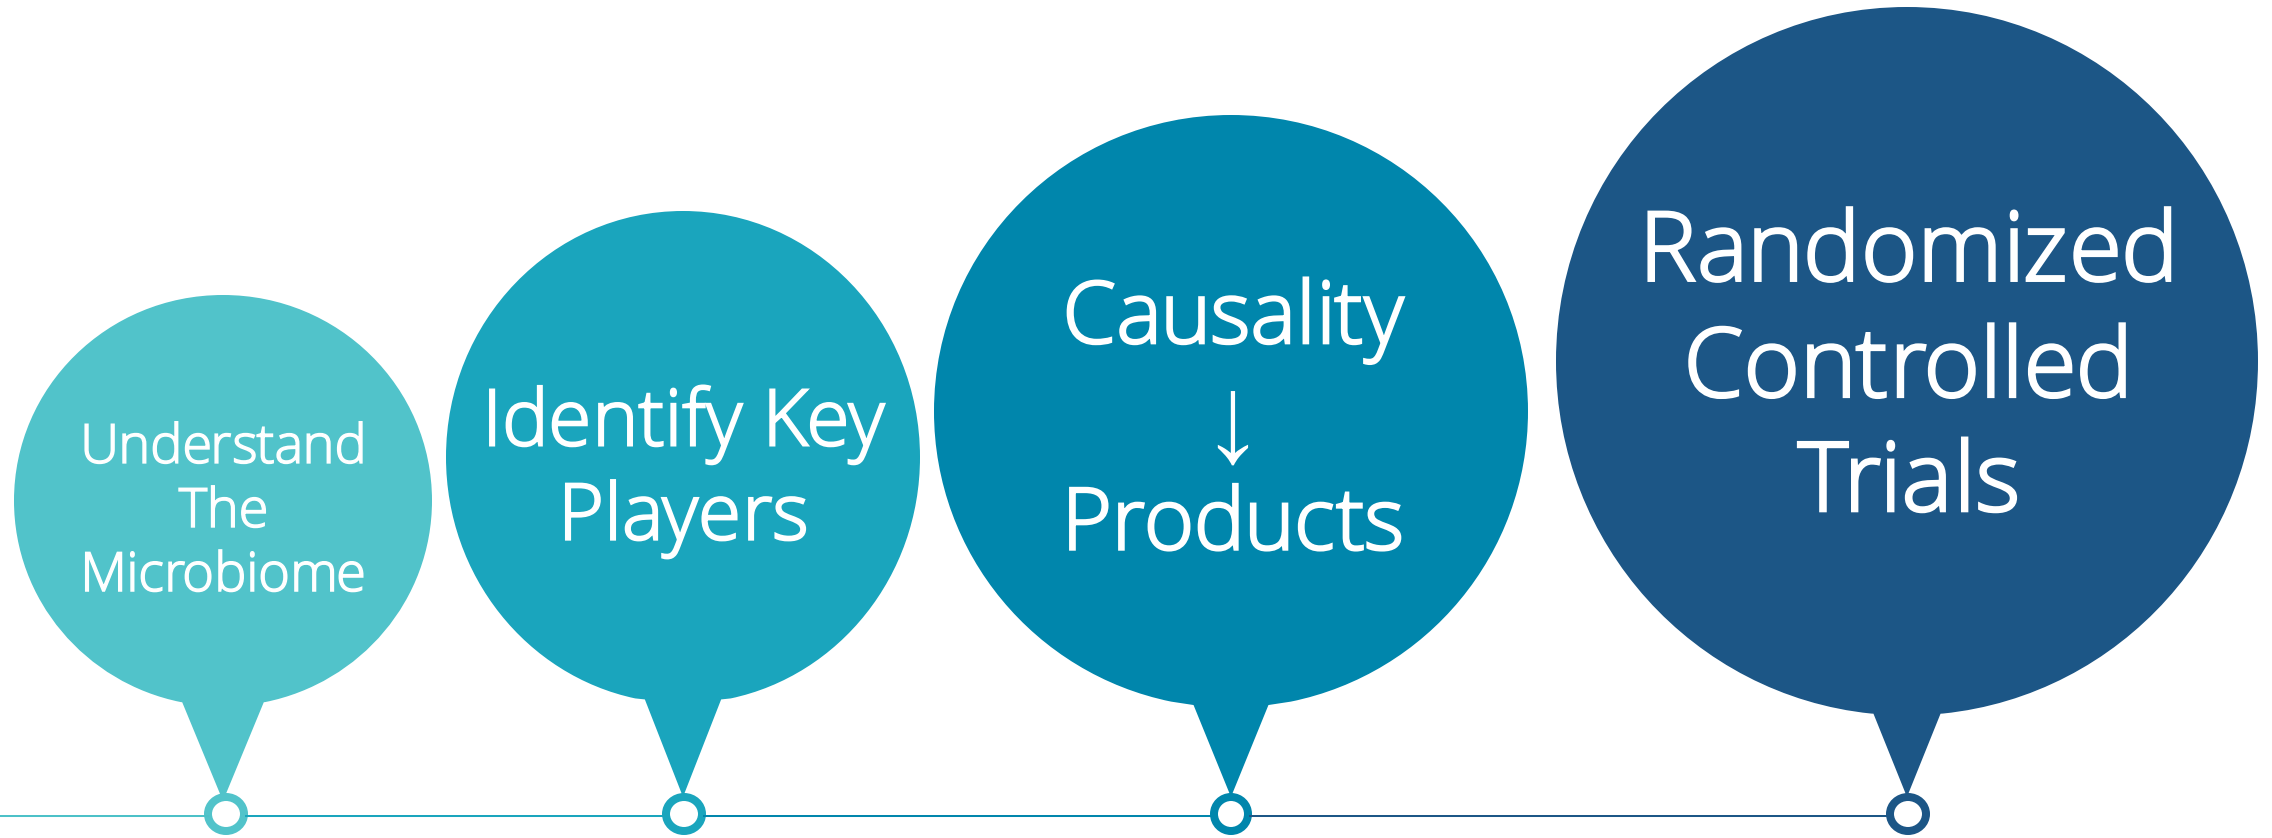 Understand
The
Microbiome
Identify Key
Players
Causality
↓
Products
Randomized
Controlled
Trials